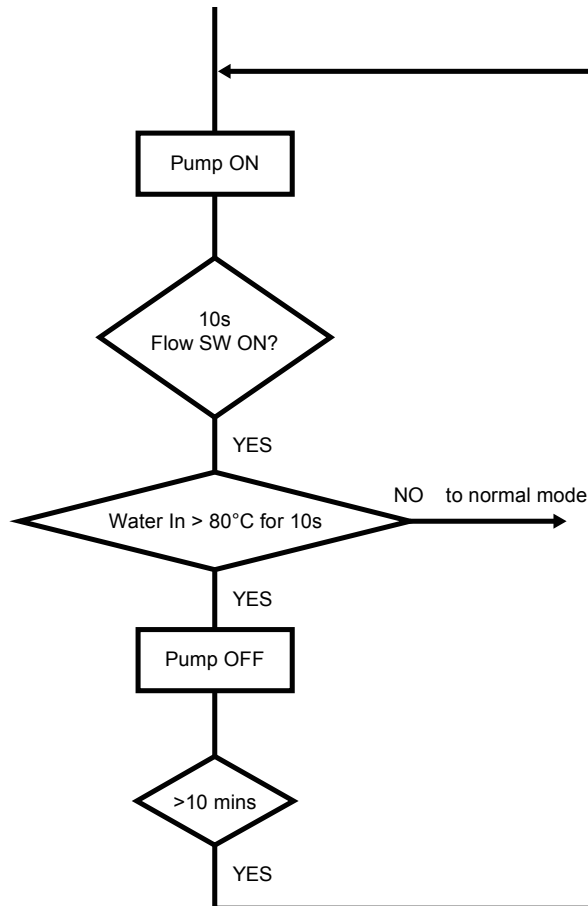 Pump ON
10s
Flow SW ON?
YES
Water In > 80°C for 10s
NO to normal mode
YES
Pump OFF
>10 mins
YES